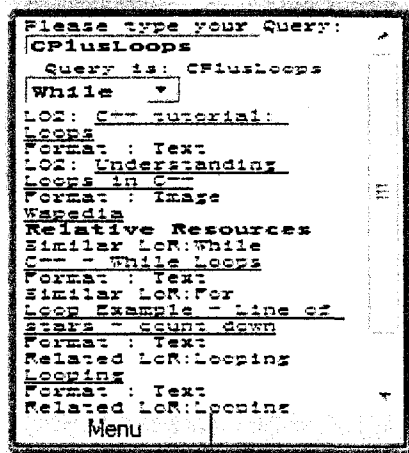 Please type your Query:
CPlusLoops
Query is: CPlusLoops
While
LO2: C++ tutorial:
Loops
Format : Text
LO2: Understanding
Loops in C++
Format : Image
Wapedia
Relative Resources
Similar LoR:While
C++ - While Loops
Format : Text
Similar LoR:For
Loop Example - Line of
stars - count down
Format : Text
Related LoR:Looping
Looping
Format : Text
Related LoR:Looping
Menu